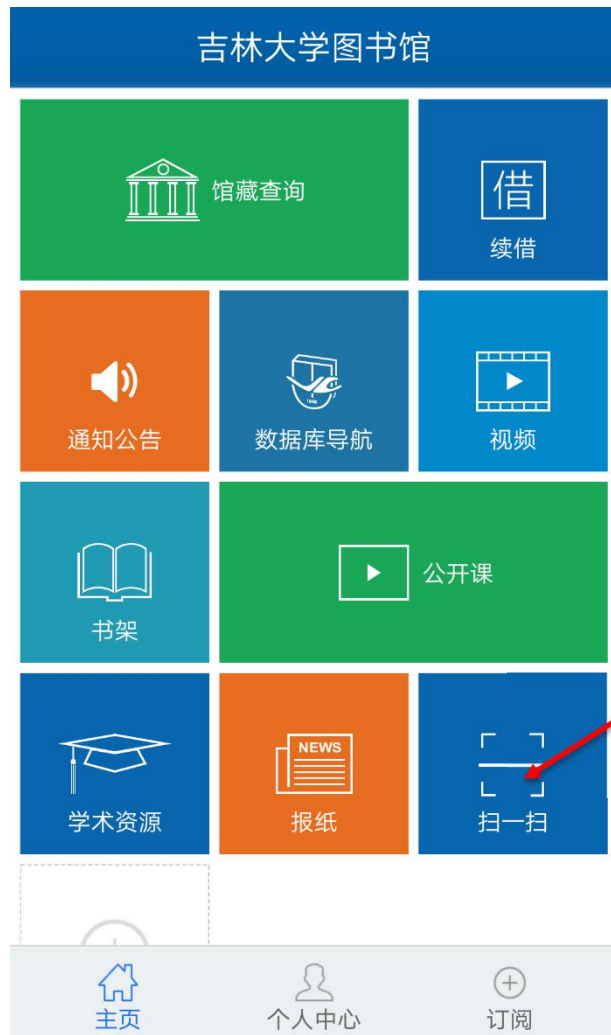 吉林大学图书馆
馆藏查询
借
续借
通知公告
数据库导航
视频
书架
公开课
学术资源
NEWS
报纸
扫一扫
主页
个人中心
订阅